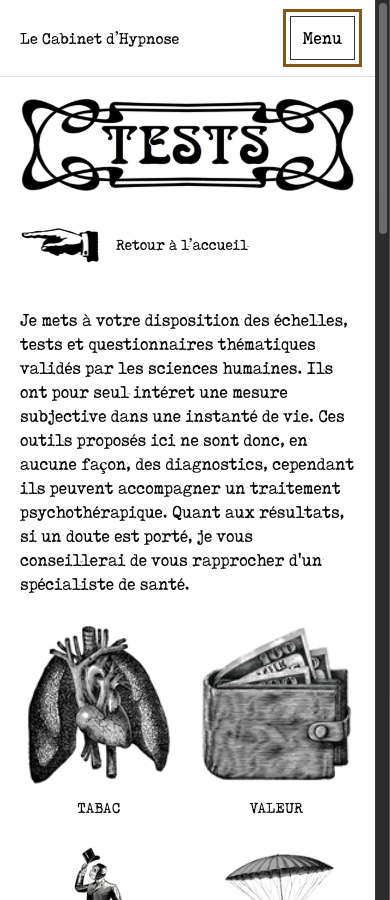 Le Cabinet d’Hypnose
Menu
TESTS
Retour à l’accueil
Je mets à votre disposition des échelles,
tests et questionnaires thématiques
validés par les sciences humaines. Ils
ont pour seul intéret une mesure
subjective dans une instanté de vie. Ces
outils proposés ici ne sont donc, en
aucune façon, des diagnostics, cependant
ils peuvent accompagner un traitement
psychothérapique. Quant aux résultats,
si un doute est porté, je vous
conseillerai de vous rapprocher d'un
spécialiste de santé.
100
TABAC
VALEUR